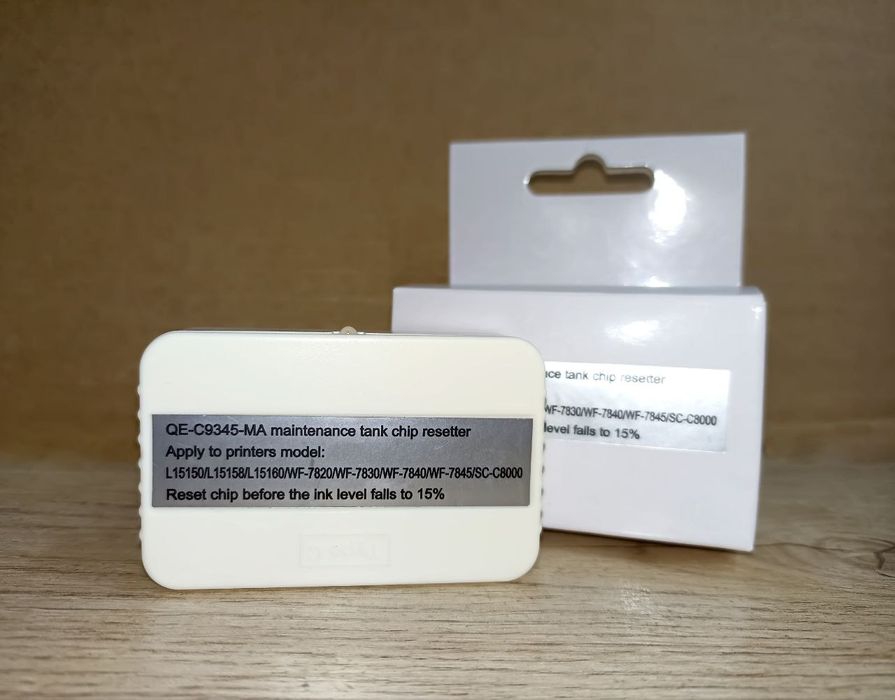 QE-C9345-MA maintenance tank chip resetter
Apply to printers model:
L15150/L15158/L15160/WF-7820/WF-7830/WF-7840/WF-7845/SC-C8000
Reset chip before the ink level falls to 15%
tank chip resetter
WF-7830/WF-7840/WF-7845/SC-C8000
level falls to 15%